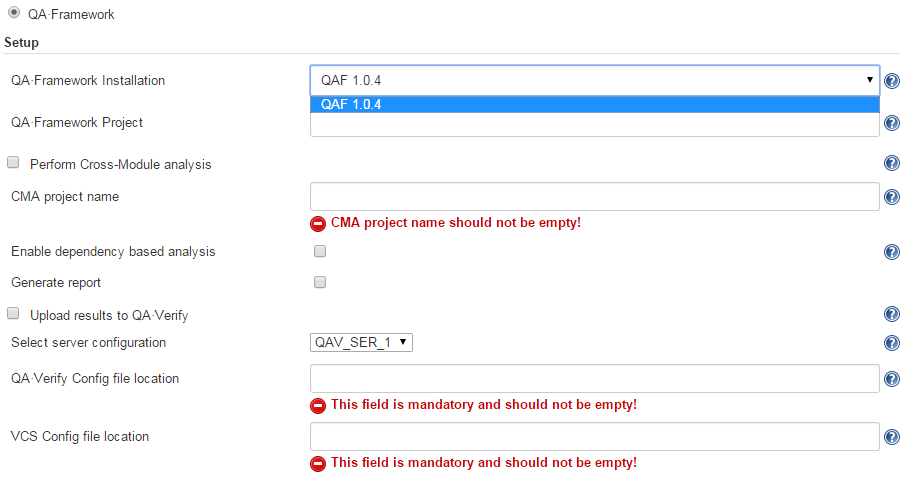 QA·Framework
Setup
QA·Framework Installation
QAF 1.0.4
QAF 1.0.4
QA·Framework Project
Perform Cross-Module analysis
CMA project name
CMA project name should not be empty!
Enable dependency based analysis
Generate report
Upload results to QA·Verify
Select server configuration QAV_SER_1
QA·Verify Config file location
This field is mandatory and should not be empty!
VCS Config file location
This field is mandatory and should not be empty!